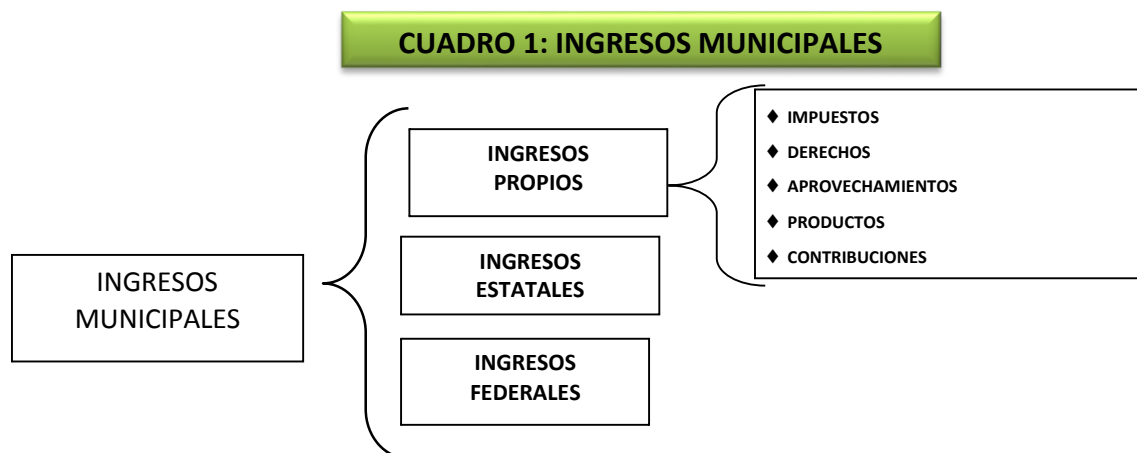 CUADRO 1: INGRESOS MUNICIPALES
INGRESOS
MUNICIPALES
INGRESOS
PROPIOS
♦ IMPUESTOS
♦ DERECHOS
♦ APROVECHAMIENTOS
♦ PRODUCTOS
♦ CONTRIBUCIONES
INGRESOS
ESTATALES
INGRESOS
FEDERALES